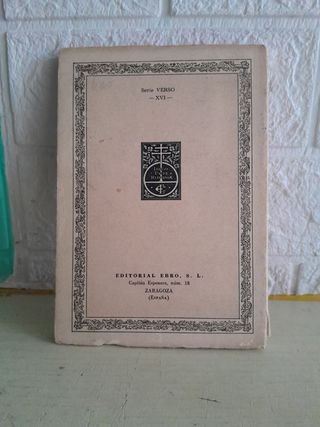 Serie VERSO
— XVI —
EDITORIAL EBRO, S. L.
Capitán Esponera, núm. 18
ZARAGOZA
(ESPAÑA)